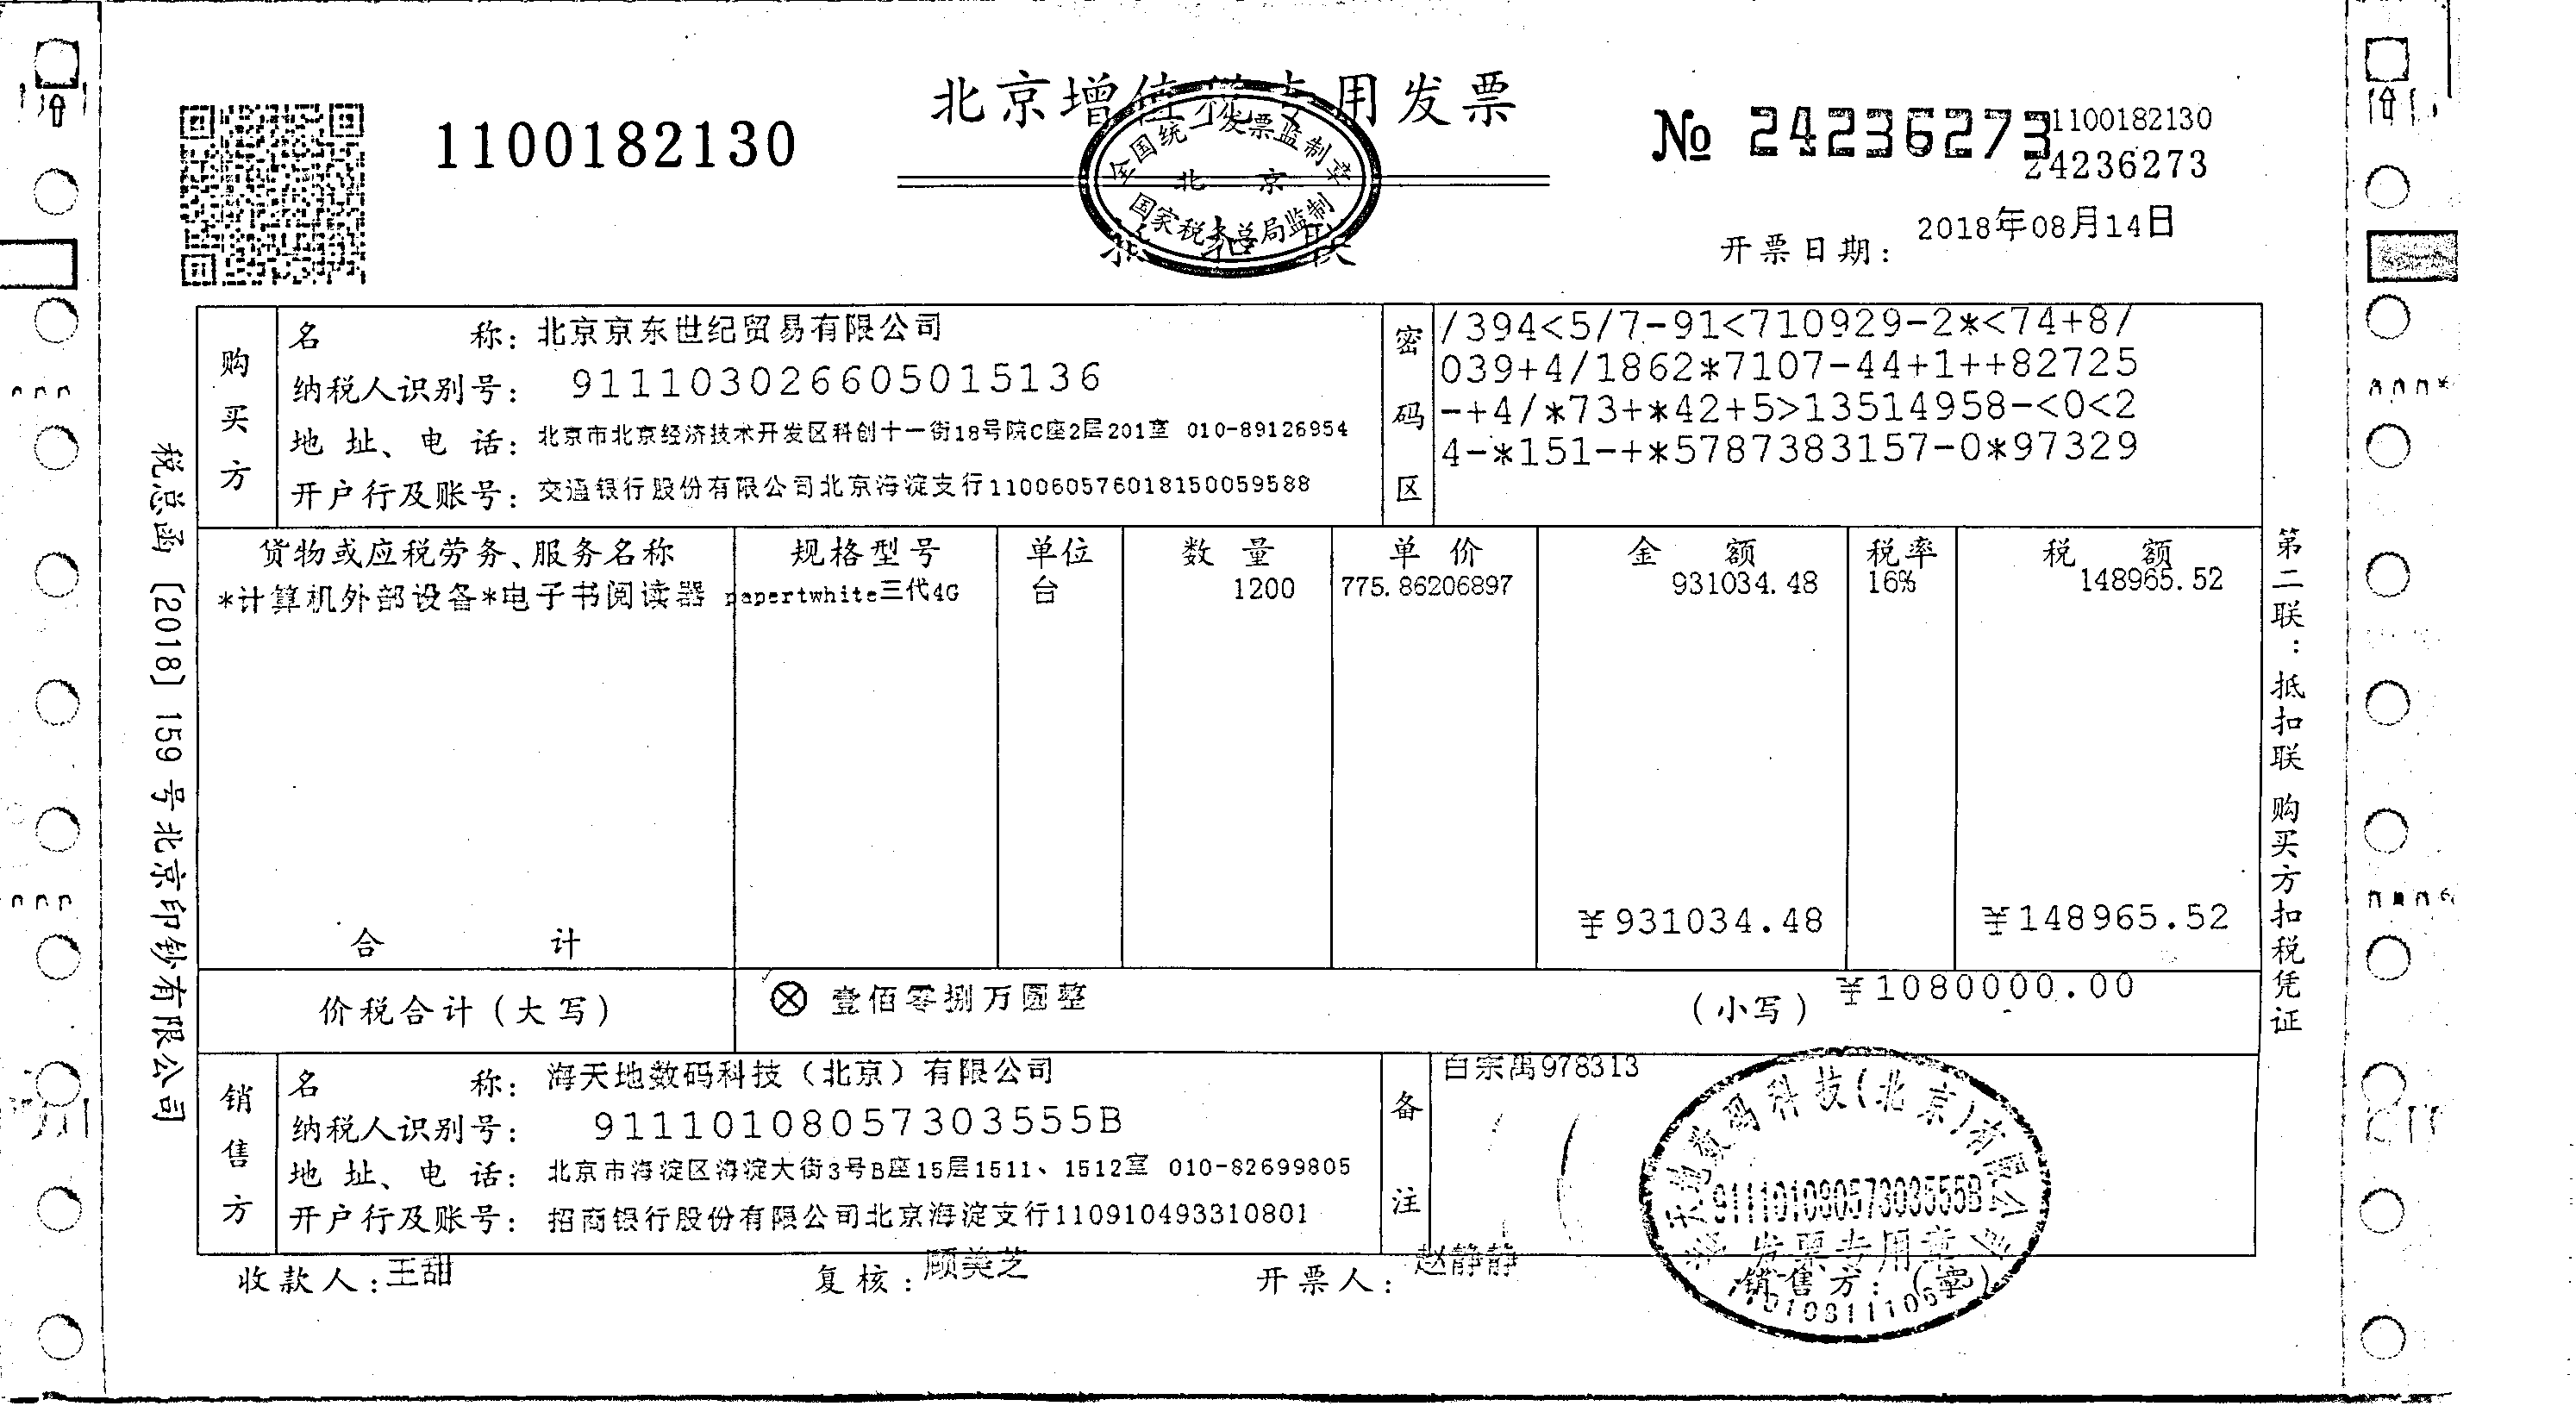 北京增值税专用发票
1100182130
№ 24236273
1100182130
24236273
全国统一发票监制章
北京
国家税务总局监制
抵扣联
开票日期: 2018年08月14日
购买方
名称: 北京京东世纪贸易有限公司
纳税人识别号: 911103026605015136
地址、电话: 北京市北京经济技术开发区科创十一街18号院C座2层201室 010-89126954
开户行及账号: 交通银行股份有限公司北京海淀支行110060576018150059588
密码区
/394<5/7-91<710929-2*<74+8/
039+4/1862*7107-44+1++82725
-+4/*73+*42+5>13514958-<0<2
4-*151-+*5787383157-0*97329
货物或应税劳务、服务名称 规格型号 单位 数量 单价 金额 税率 税额
*计算机外部设备*电子书阅读器 papertwhite三代4G 台 1200 775.86206897 931034.48 16% 148965.52
合计 ¥931034.48 ¥148965.52
价税合计(大写) ⊗壹佰零捌万圆整 (小写) ¥1080000.00
销售方
名称: 海天地数码科技（北京）有限公司
纳税人识别号: 91110108057303555B
地址、电话: 北京市海淀区海淀大街3号B座15层1511、1512室 010-82699805
开户行及账号: 招商银行股份有限公司北京海淀支行110910493310801
备注
白宗禹978313
海天地数码科技(北京)有限公司
91110108057303555B
发票专用章
收款人: 王甜 复核: 顾美芝 开票人: 赵静静 销售方:(章)
税总函〔2018〕159号北京印钞有限公司
第二联:抵扣联 购买方扣税凭证